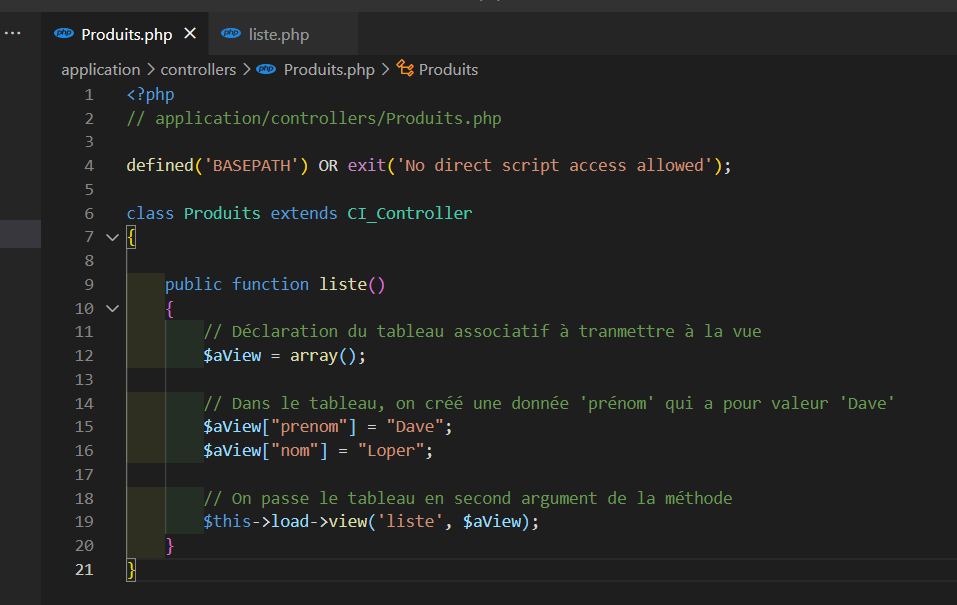 ··· Produits.php × liste.php
application > controllers > Produits.php > Produits
1 <?php
2 // application/controllers/Produits.php
3
4 defined('BASEPATH') OR exit('No direct script access allowed');
5
6 class Produits extends CI_Controller
7 {
8
9 public function liste()
10 {
11 // Déclaration du tableau associatif à tranmettre à la vue
12 $aView = array();
13
14 // Dans le tableau, on créé une donnée 'prénom' qui a pour valeur 'Dave'
15 $aView["prenom"] = "Dave";
16 $aView["nom"] = "Loper";
17
18 // On passe le tableau en second argument de la méthode
19 $this->load->view('liste', $aView);
20 }
21 }